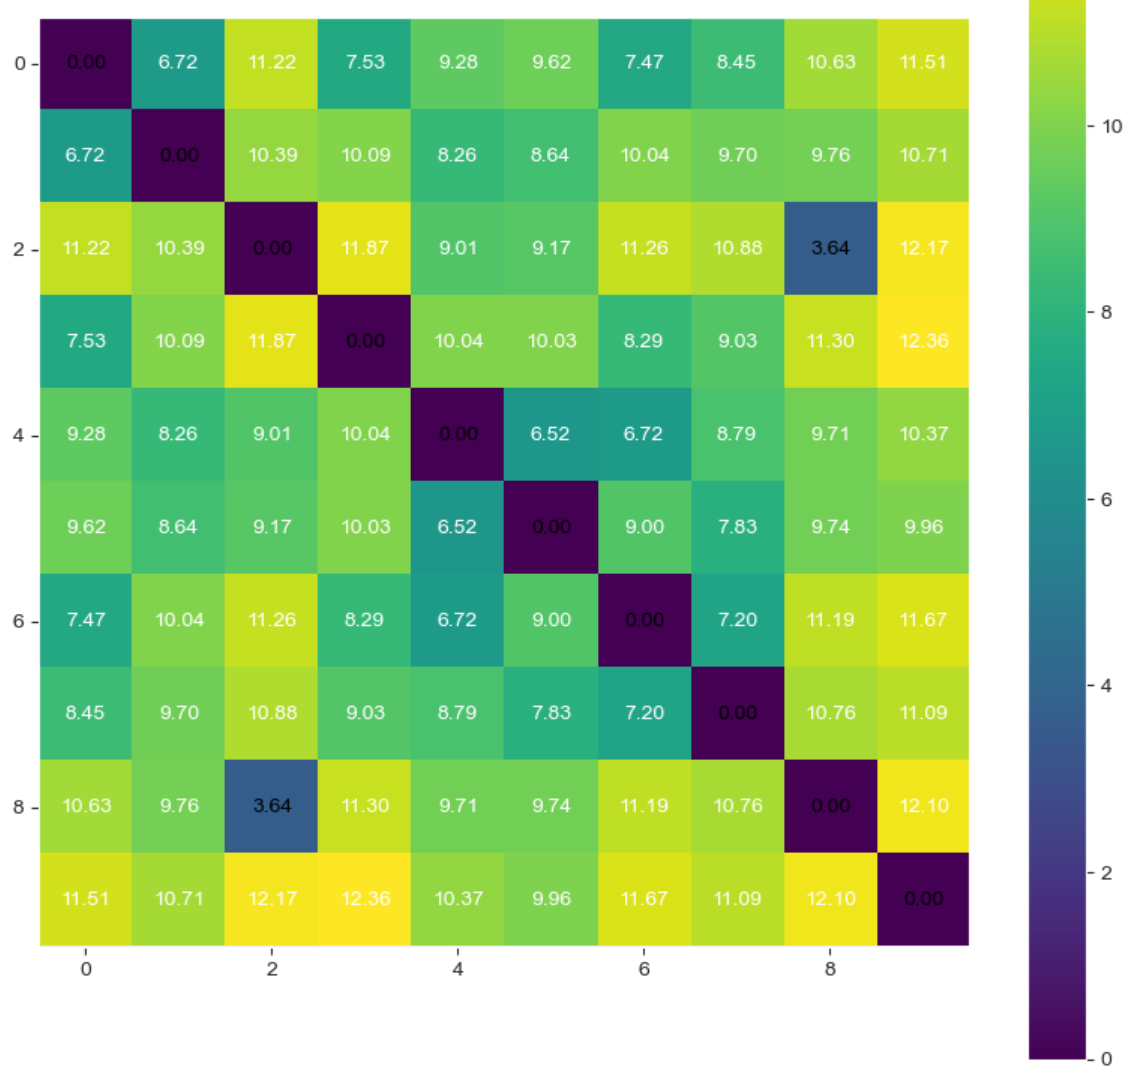 0 0.00 6.72 11.22 7.53 9.28 9.62 7.47 8.45 10.63 11.51
6.72 0.00 10.39 10.09 8.26 8.64 10.04 9.70 9.76 10.71
2 11.22 10.39 0.00 11.87 9.01 9.17 11.26 10.88 3.64 12.17
7.53 10.09 11.87 0.00 10.04 10.03 8.29 9.03 11.30 12.36
4 9.28 8.26 9.01 10.04 0.00 6.52 6.72 8.79 9.71 10.37
9.62 8.64 9.17 10.03 6.52 0.00 9.00 7.83 9.74 9.96
6 7.47 10.04 11.26 8.29 6.72 9.00 0.00 7.20 11.19 11.67
8.45 9.70 10.88 9.03 8.79 7.83 7.20 0.00 10.76 11.09
8 10.63 9.76 3.64 11.30 9.71 9.74 11.19 10.76 0.00 12.10
11.51 10.71 12.17 12.36 10.37 9.96 11.67 11.09 12.10 0.00
0 2 4 6 8
10
8
6
4
2
0